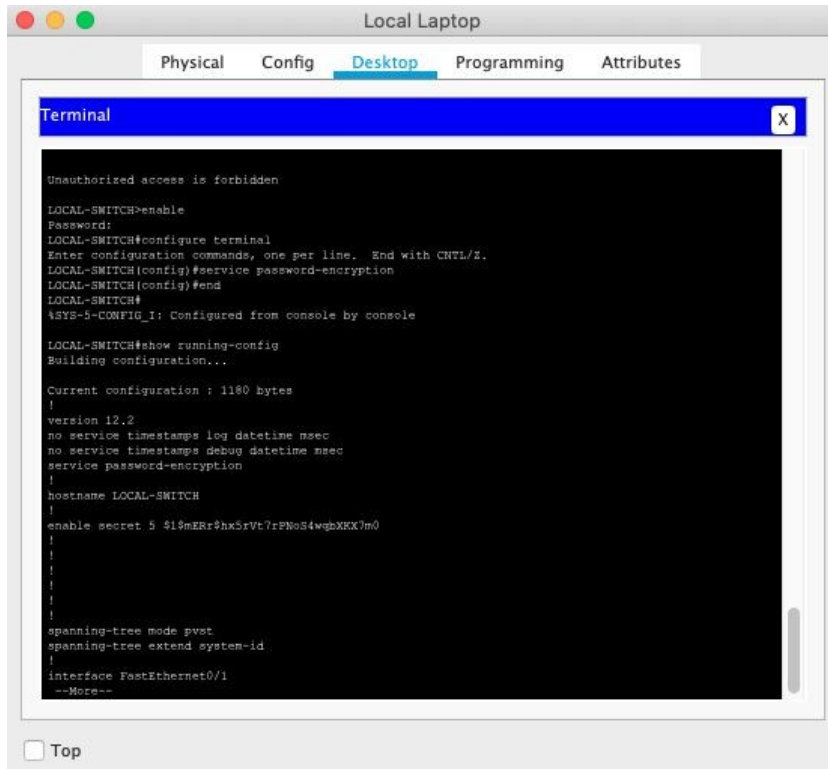 Local Laptop
Physical Config Desktop Programming Attributes
Terminal
X
Unauthorized access is forbidden
LOCAL-SWITCH>enable
Password:
LOCAL-SWITCH#configure terminal
Enter configuration commands, one per line. End with CNTL/Z.
LOCAL-SWITCH(config)#service password-encryption
LOCAL-SWITCH(config)#end
LOCAL-SWITCH#
%SYS-5-CONFIG_I: Configured from console by console
LOCAL-SWITCH#show running-config
Building configuration...
Current configuration : 1180 bytes
!
version 12.2
no service timestamps log datetime msec
no service timestamps debug datetime msec
service password-encryption
!
hostname LOCAL-SWITCH
!
enable secret 5 $1$mERr$hx5rVt7rPNoS4wqbXKX7m0
!
!
!
!
!
!
spanning-tree mode pvst
spanning-tree extend system-id
!
interface FastEthernet0/1
--More--
Top